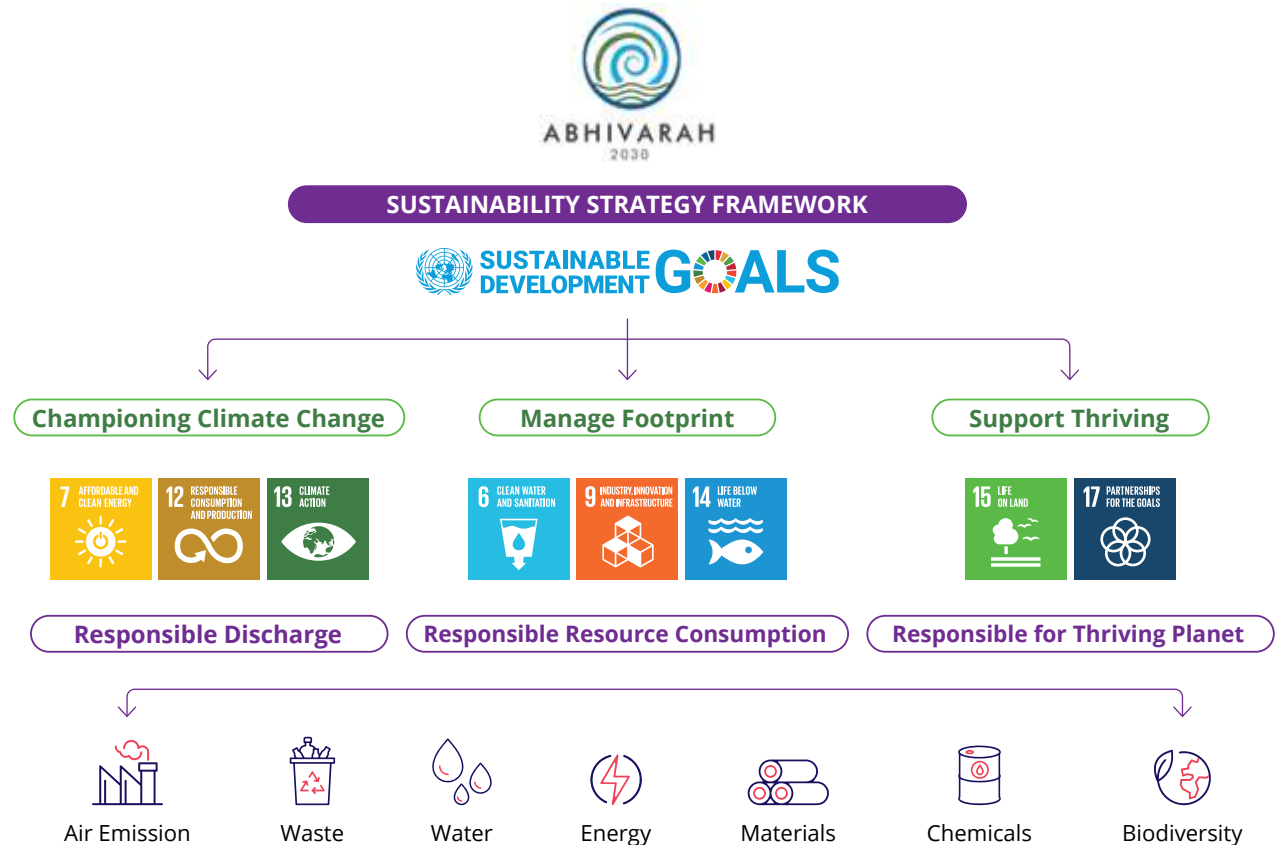 ABHIVARAH
2030
SUSTAINABILITY STRATEGY FRAMEWORK
SUSTAINABLE
DEVELOPMENT
GOALS
Championing Climate Change
Manage Footprint
Support Thriving
7 AFFORDABLE AND
CLEAN ENERGY
12 RESPONSIBLE
CONSUMPTION
AND PRODUCTION
13 CLIMATE
ACTION
6 CLEAN WATER
AND SANITATION
9 INDUSTRY, INNOVATION
AND INFRASTRUCTURE
14 LIFE BELOW
WATER
15 LIFE
ON LAND
17 PARTNERSHIPS
FOR THE GOALS
Responsible Discharge
Responsible Resource Consumption
Responsible for Thriving Planet
Air Emission
Waste
Water
Energy
Materials
Chemicals
Biodiversity